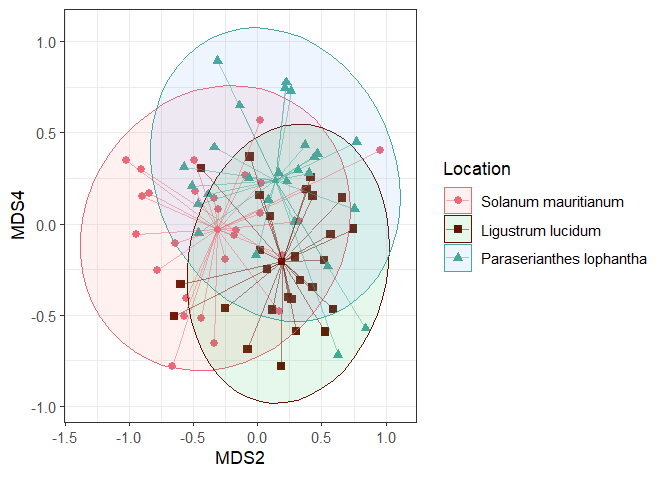 1.0
0.5
0.0
-0.5
-1.0
MDS4
-1.5 -1.0 -0.5 0.0 0.5 1.0
MDS2
Location
Solanum mauritianum
Ligustrum lucidum
Paraserianthes lophantha